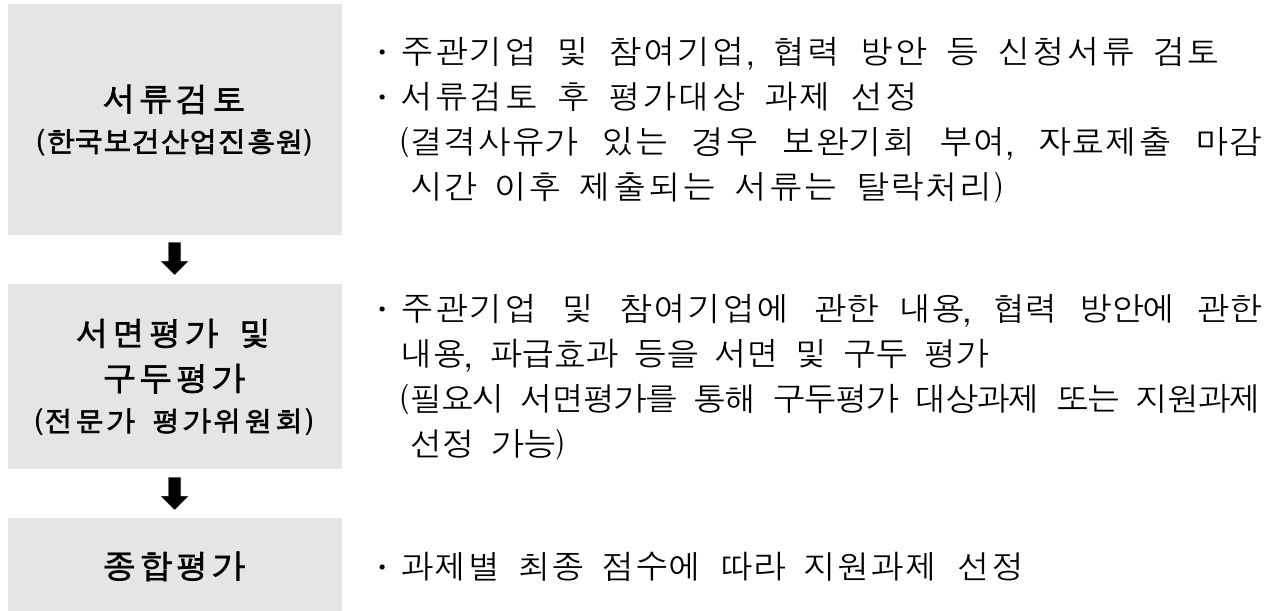 서류검토
(한국보건산업진흥원)
· 주관기업 및 참여기업, 협력 방안 등 신청서류 검토
· 서류검토 후 평가대상 과제 선정
(결격사유가 있는 경우 보완기회 부여, 자료제출 마감
시간 이후 제출되는 서류는 탈락처리)
서면평가 및
구두평가
(전문가 평가위원회)
· 주관기업 및 참여기업에 관한 내용, 협력 방안에 관한
내용, 파급효과 등을 서면 및 구두 평가
(필요시 서면평가를 통해 구두평가 대상과제 또는 지원과제
선정 가능)
종합평가
· 과제별 최종 점수에 따라 지원과제 선정